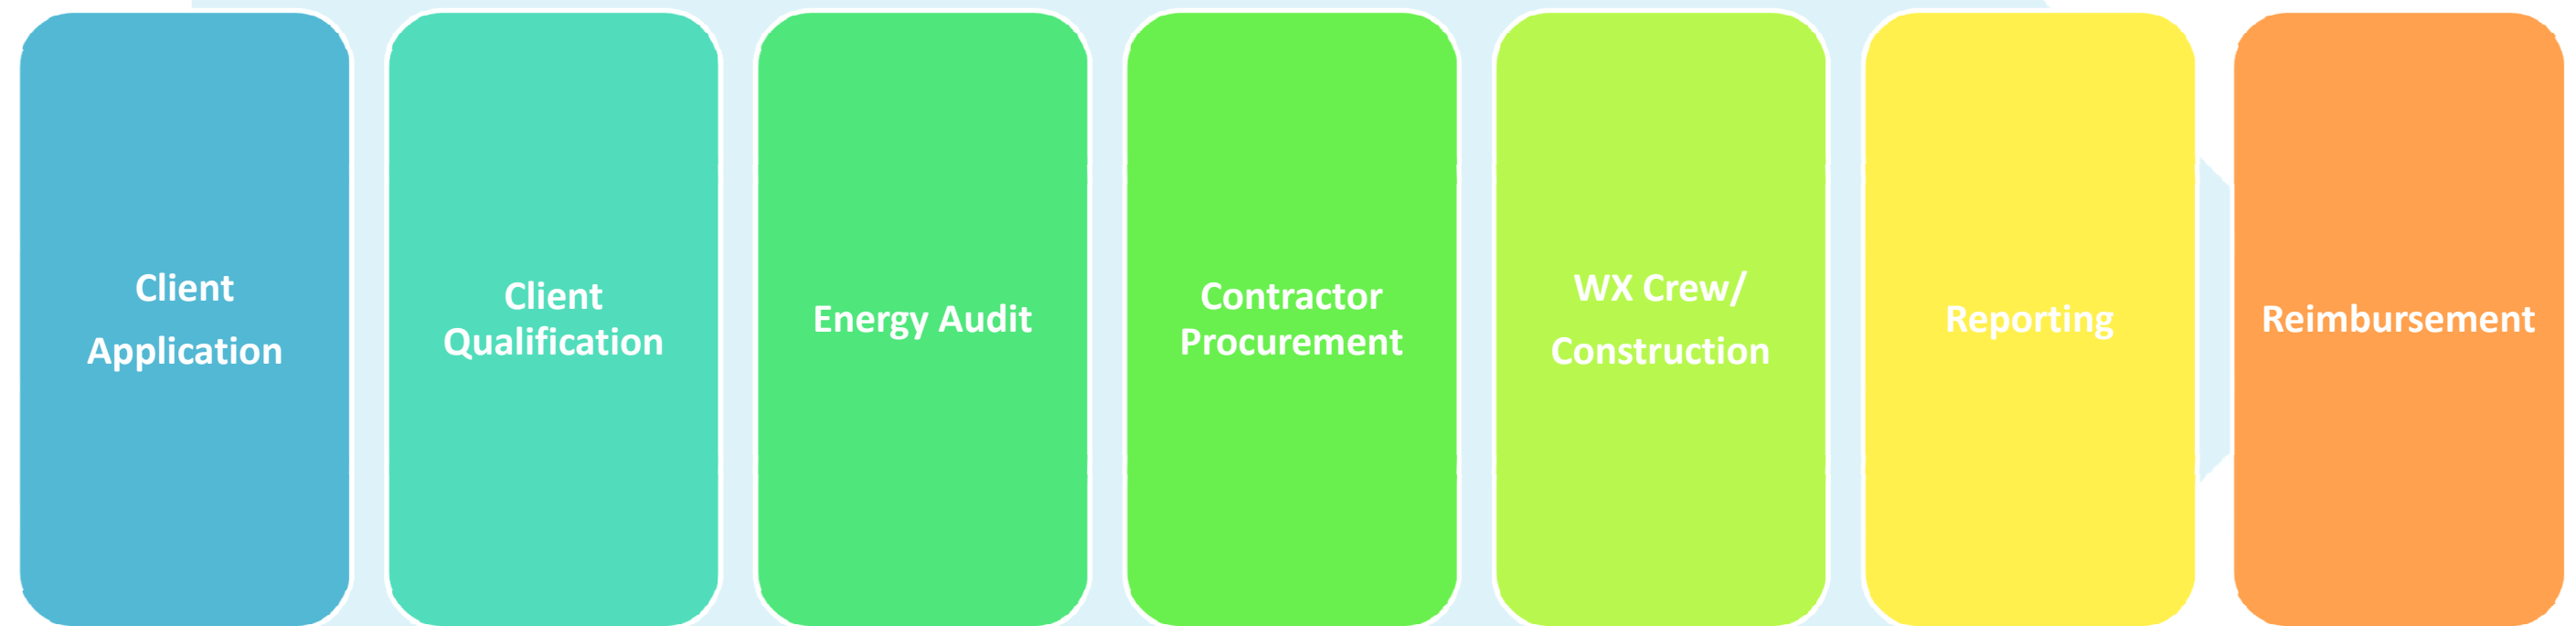 Client
Application
Client
Qualification
Energy Audit
Contractor
Procurement
WX Crew/
Construction
Reporting
Reimbursement